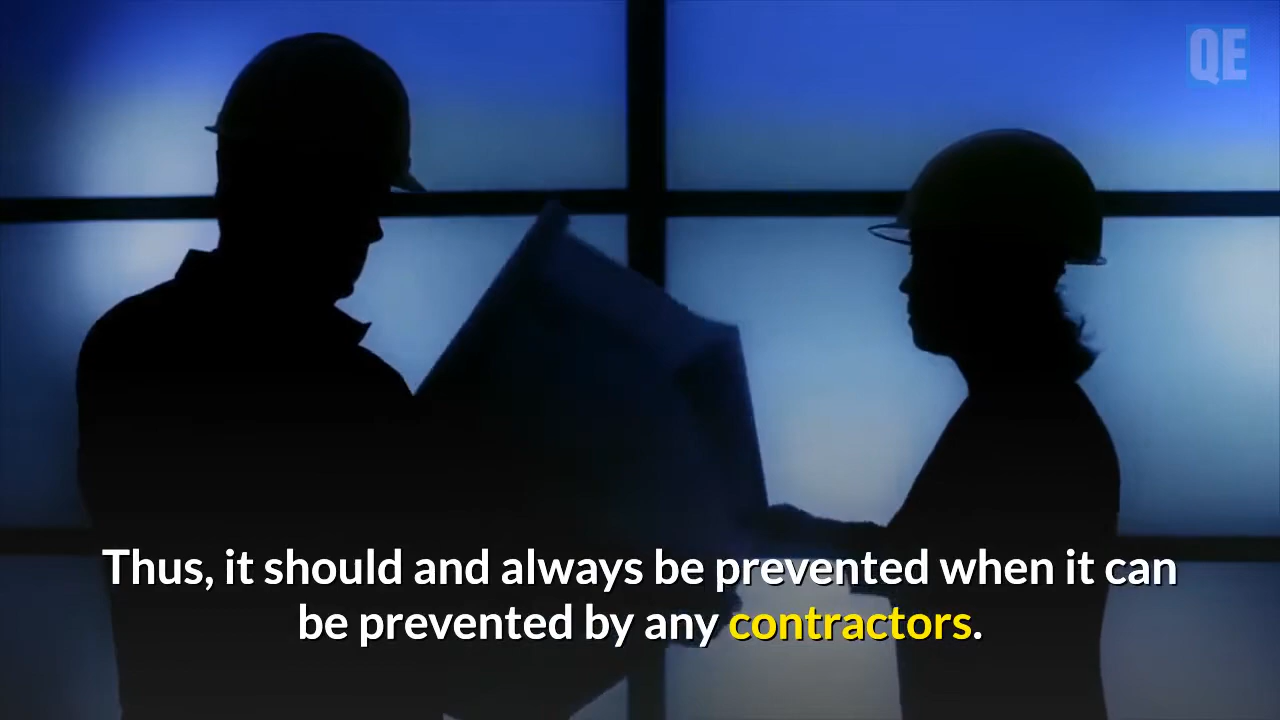 QE
Thus, it should and always be prevented when it can
be prevented by any contractors.